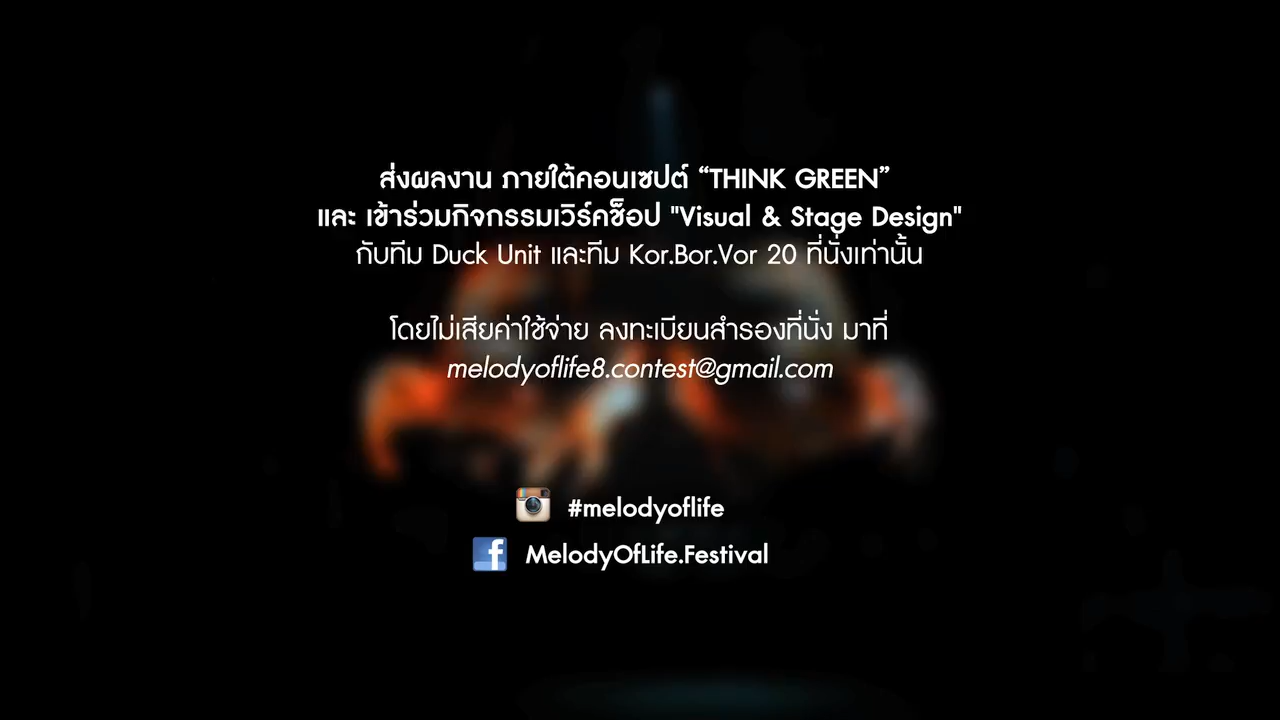 ส่งผลงาน ภายใต้คอนเซปต์ “THINK GREEN”
และ เข้าร่วมกิจกรรมเวิร์คช็อป "Visual & Stage Design"
กับทีม Duck Unit และทีม Kor.Bor.Vor 20 ที่นั่งเท่านั้น
โดยไม่เสียค่าใช้จ่าย ลงทะเบียนสำรองที่นั่ง มาที่
melodyoflife8.contest@gmail.com
#melodyoflife
MelodyOfLife.Festival